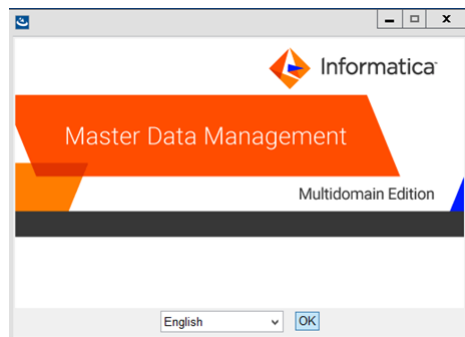 Informatica
Master Data Management
Multidomain Edition
English
OK